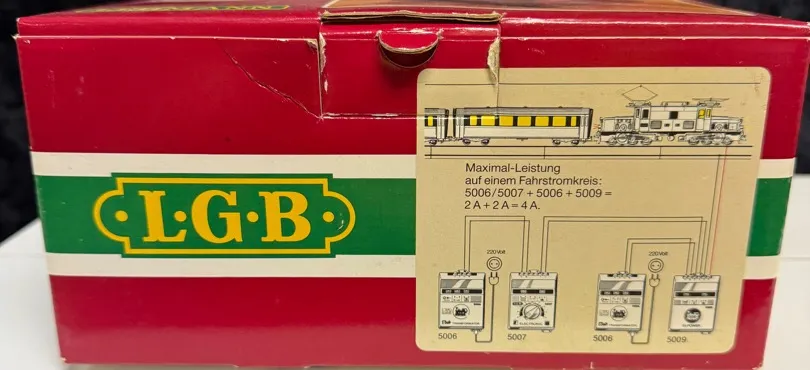 L·G·B
Maximal-Leistung
auf einem Fahrstromkreis:
5006/5007 + 5006 + 5009 =
2 A + 2 A = 4 A.
220 Volt
220 Volt
5006
5007
5006
5009